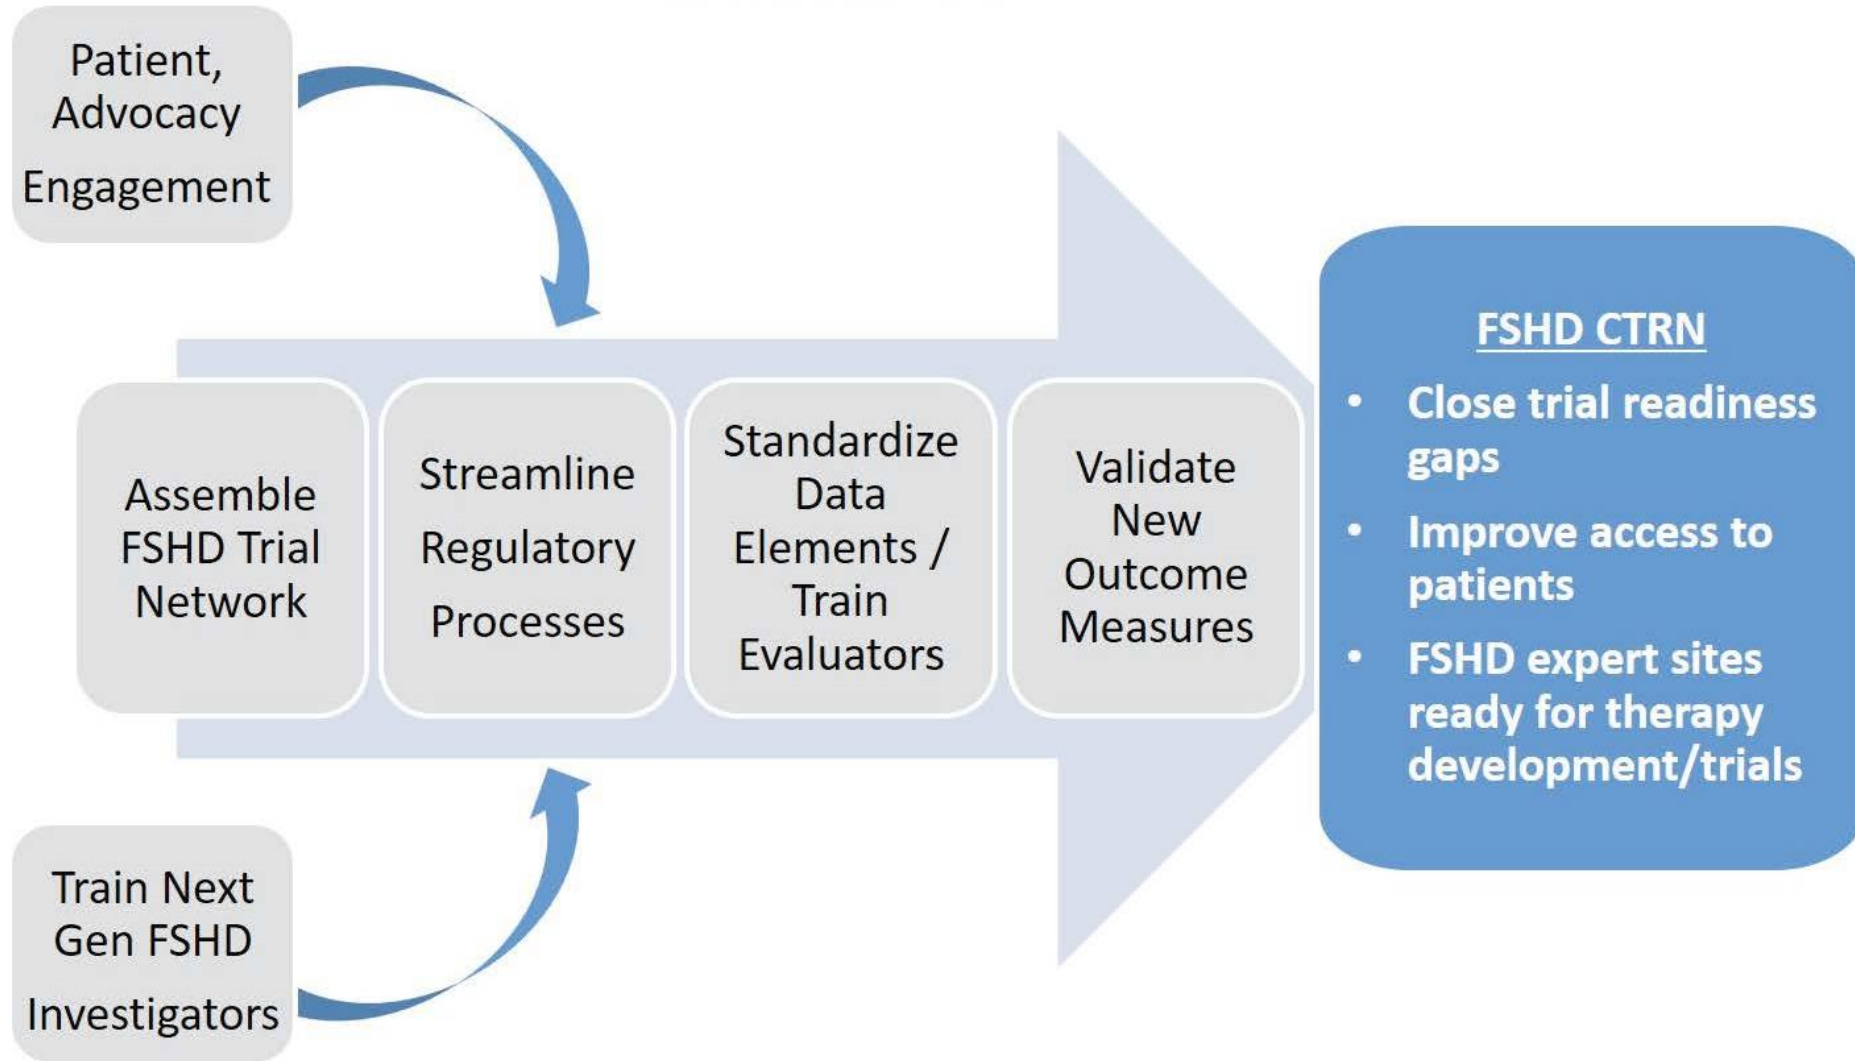 Patient,
Advocacy
Engagement
Assemble
FSHD Trial
Network
Streamline
Regulatory
Processes
Standardize
Data
Elements /
Train
Evaluators
Validate
New
Outcome
Measures
FSHD CTRN
• Close trial readiness
gaps
• Improve access to
patients
• FSHD expert sites
ready for therapy
development/trials
Train Next
Gen FSHD
Investigators